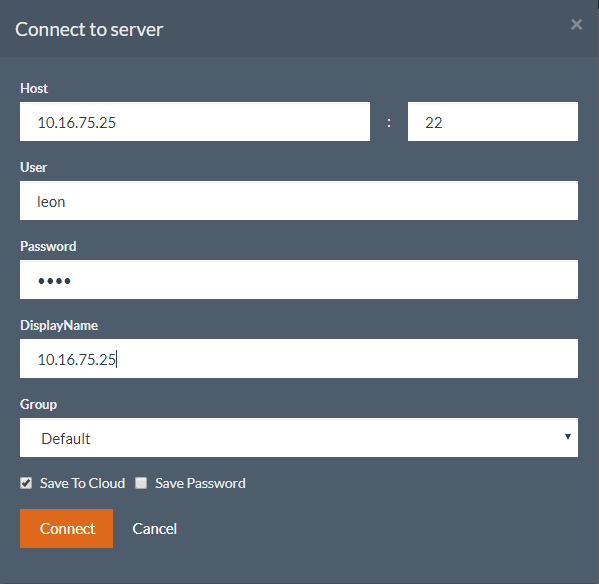 Connect to server ×
Host
10.16.75.25 : 22
User
leon
Password
••••
DisplayName
10.16.75.25
Group
Default
Save To Cloud Save Password
Connect Cancel